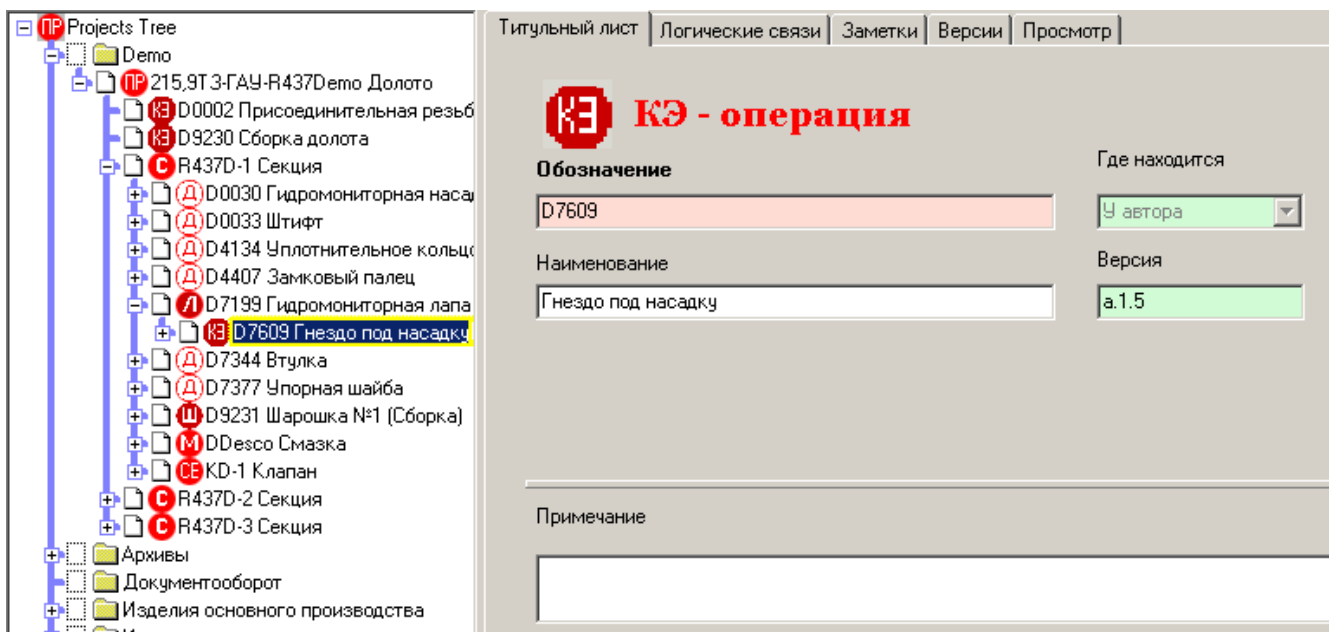 ПР Projects Tree
Demo
ПР 215,9ТЗ-ГАУ-R437Demo Долото
КЭ D0002 Присоединительная резьб
КЭ D9230 Сборка долота
С R437D-1 Секция
Д D0030 Гидромониторная наса
Д D0033 Штифт
Д D4134 Уплотнительное кольц
Д D4407 Замковый палец
Л D7199 Гидромониторная лапа
КЭ D7609 Гнездо под насадку
Д D7344 Втулка
Д D7377 Упорная шайба
Ш D9231 Шарошка №1 (Сборка)
М DDesco Смазка
СЕ KD-1 Клапан
С R437D-2 Секция
С R437D-3 Секция
Архивы
Документооборот
Изделия основного производства
Титульный лист Логические связи Заметки Версии Просмотр
КЭ КЭ - операция
Обозначение
D7609
Где находится
У автора
Наименование
Гнездо под насадку
Версия
a.1.5
Примечание